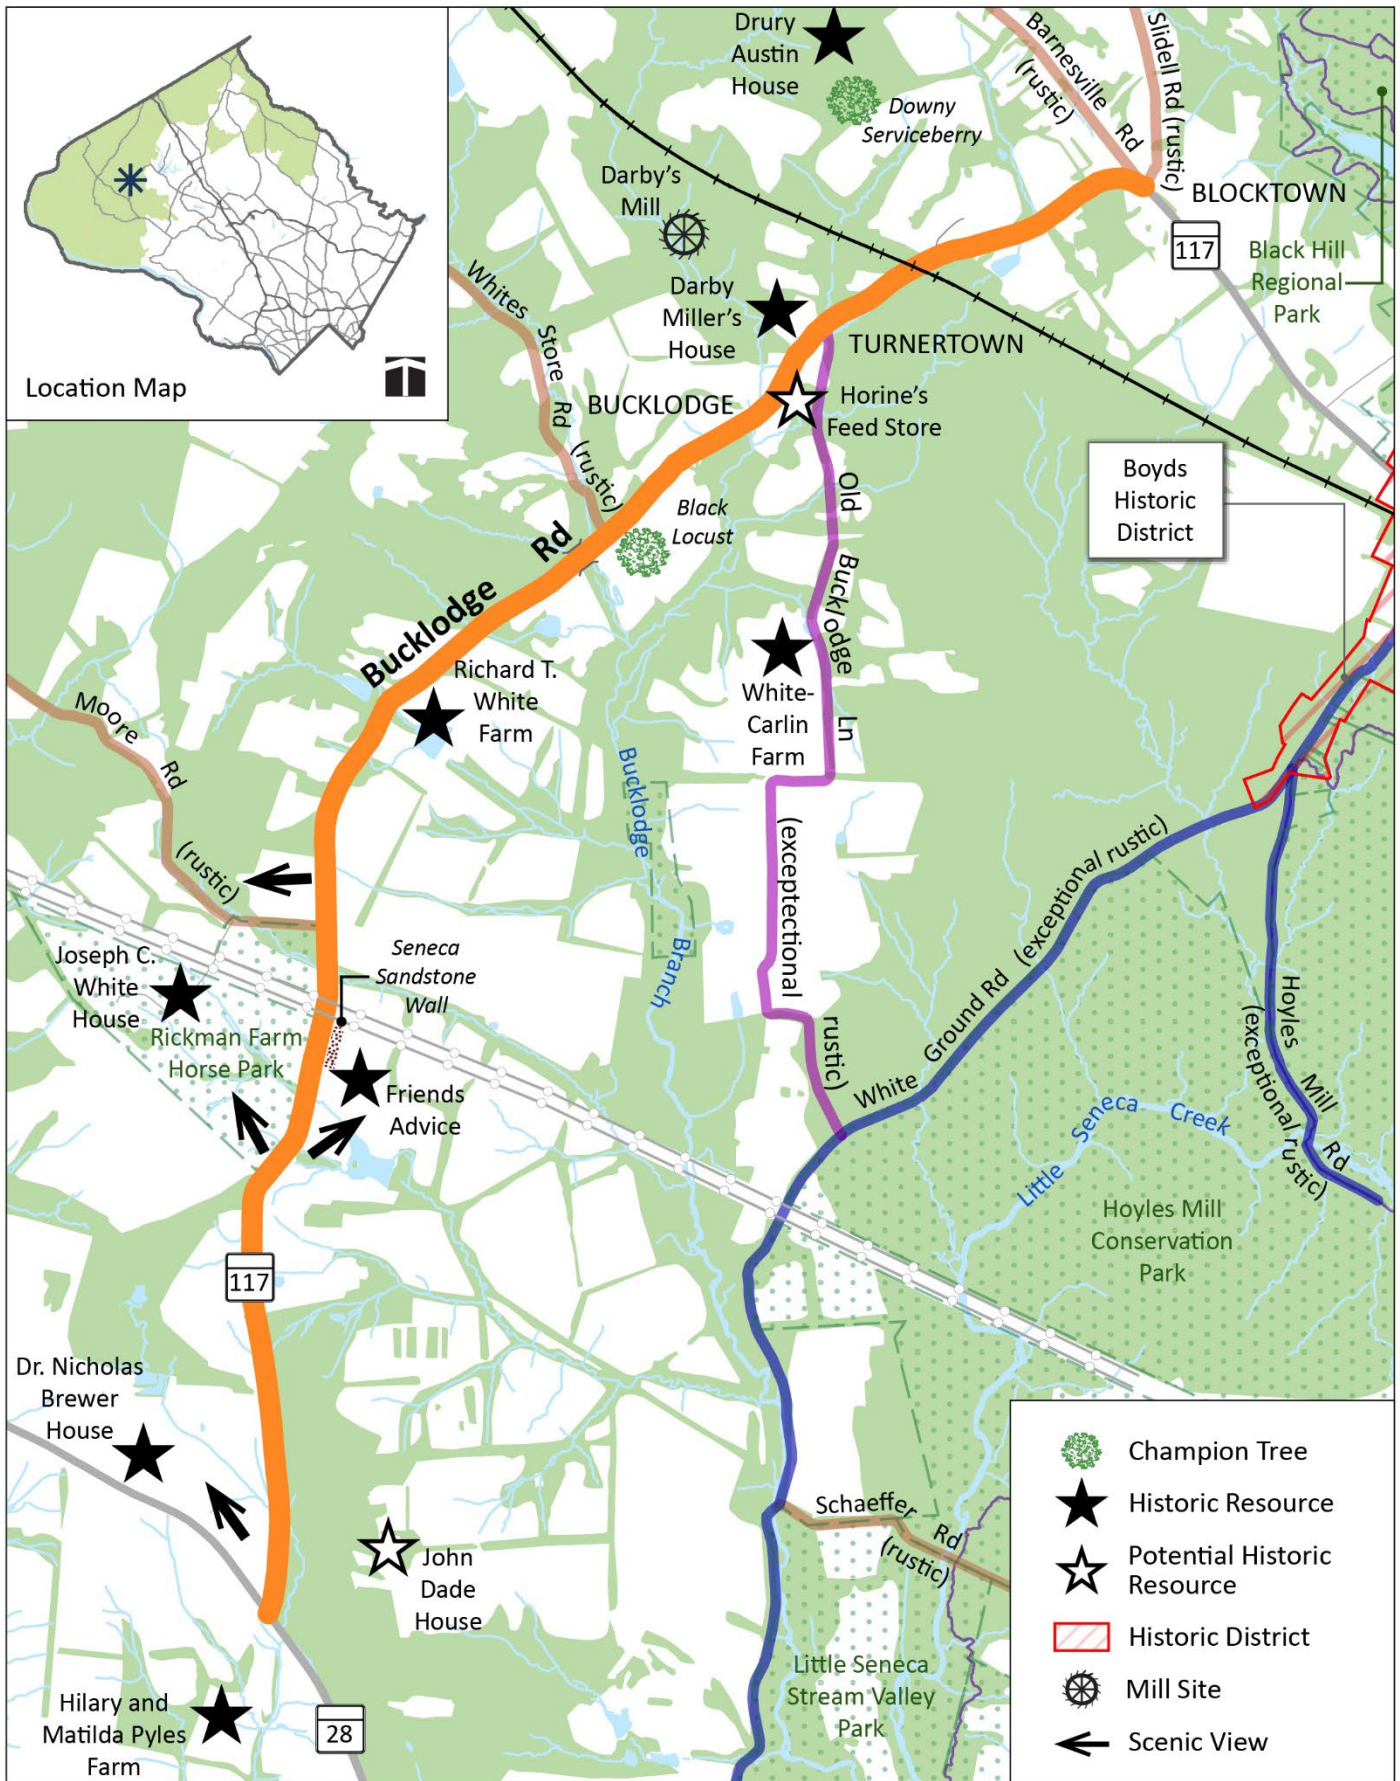 Location Map
Drury
Austin
House
Downy
Serviceberry
Barnesville Rd
(rustic)
Slidell Rd (rustic)
BLOCKTOWN
117
Black Hill
Regional
Park
Darby's
Mill
Darby
Miller's
House
Whites Store Rd (rustic)
TURNERTOWN
BUCKLODGE
Horine's
Feed Store
Boyds
Historic
District
Black
Locust
Old Bucklodge Ln (exceptectional rustic)
Bucklodge Rd
Richard T.
White
Farm
White-
Carlin
Farm
Moore Rd (rustic)
Bucklodge Branch
Joseph C.
White
House
Seneca
Sandstone
Wall
Rickman Farm
Horse Park
Friends
Advice
White Ground Rd (exceptional rustic)
Hoyles Mill Rd
(exceptional rustic)
Little Seneca Creek
Hoyles Mill
Conservation
Park
117
Dr. Nicholas
Brewer
House
John
Dade
House
Schaeffer Rd
(rustic)
Little Seneca
Stream Valley
Park
Hilary and
Matilda Pyles
Farm
28
Champion Tree
Historic Resource
Potential Historic
Resource
Historic District
Mill Site
Scenic View